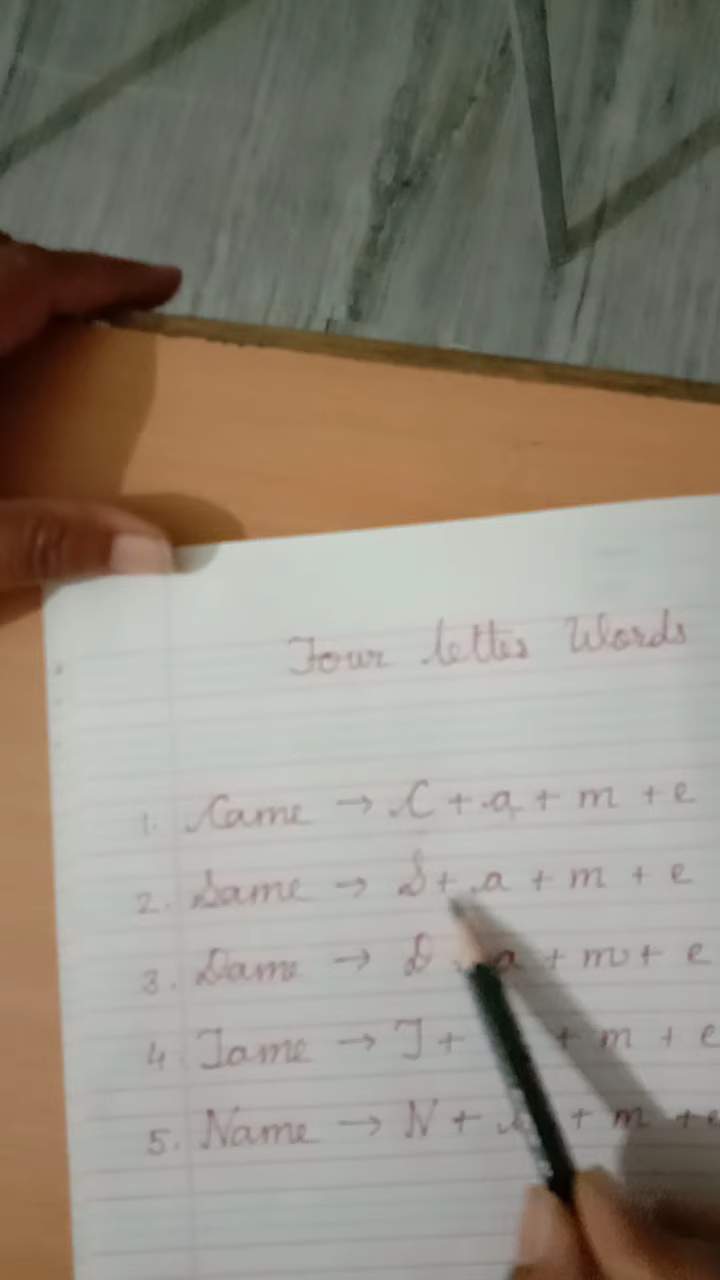 Four letter Words
1. Came → C + a + m + e
2. Same → S + a + m + e
3. Dame → D a + m + e
4. Tame → T + + m + e
5. Name → N + + m + e